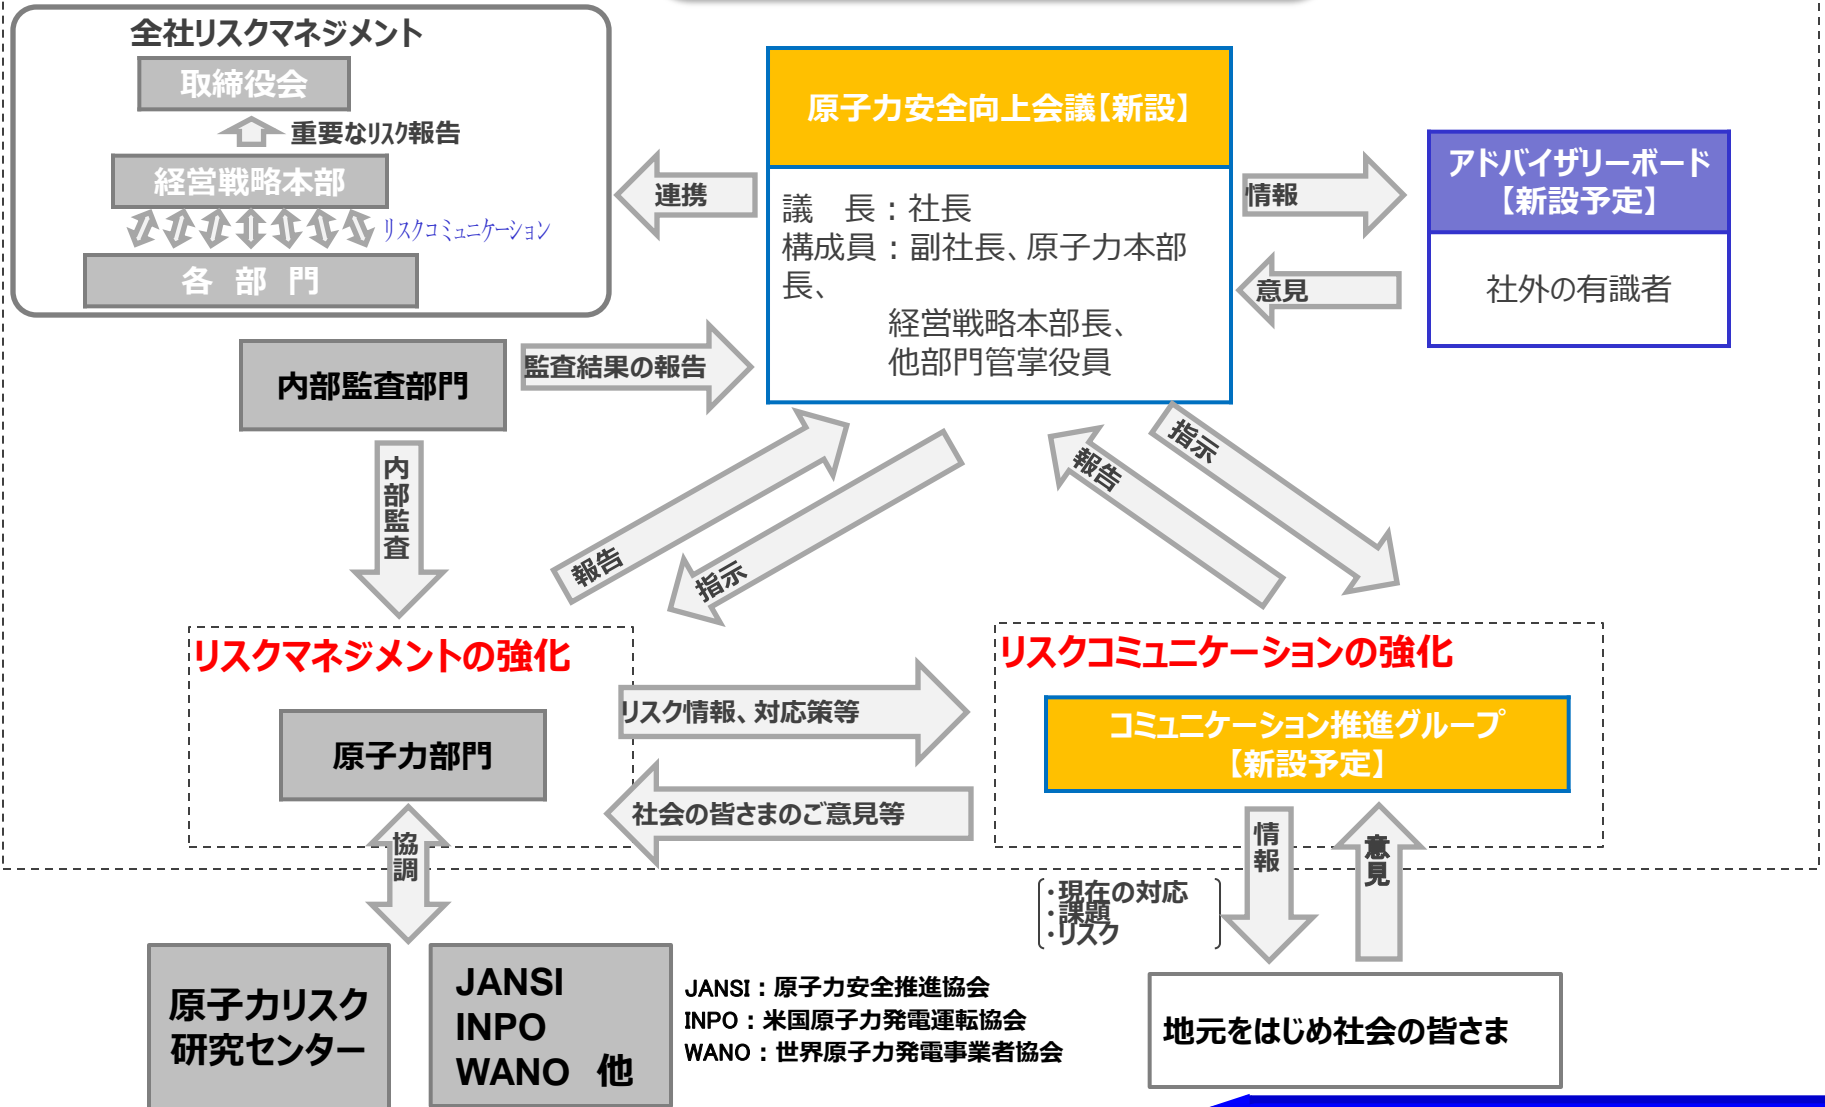 全社リスクマネジメント
取締役会
重要なリスク報告
経営戦略本部
リスクコミュニケーション
各 部 門
原子力安全向上会議【新設】
議 長：社長
構成員：副社長、原子力本部
長、
経営戦略本部長、
他部門管掌役員
連携
情報
意見
アドバイザリーボード
【新設予定】
社外の有識者
内部監査部門
監査結果の報告
内部監査
報告
指示
報告
指示
リスクマネジメントの強化
原子力部門
リスク情報、対応策等
社会の皆さまのご意見等
リスクコミュニケーションの強化
コミュニケーション推進グループ
【新設予定】
協調
情報
意見
・現在の対応
・課題
・リスク
原子力リスク
研究センター
JANSI
INPO
WANO 他
JANSI：原子力安全推進協会
INPO：米国原子力発電運転協会
WANO：世界原子力発電事業者協会
地元をはじめ社会の皆さま